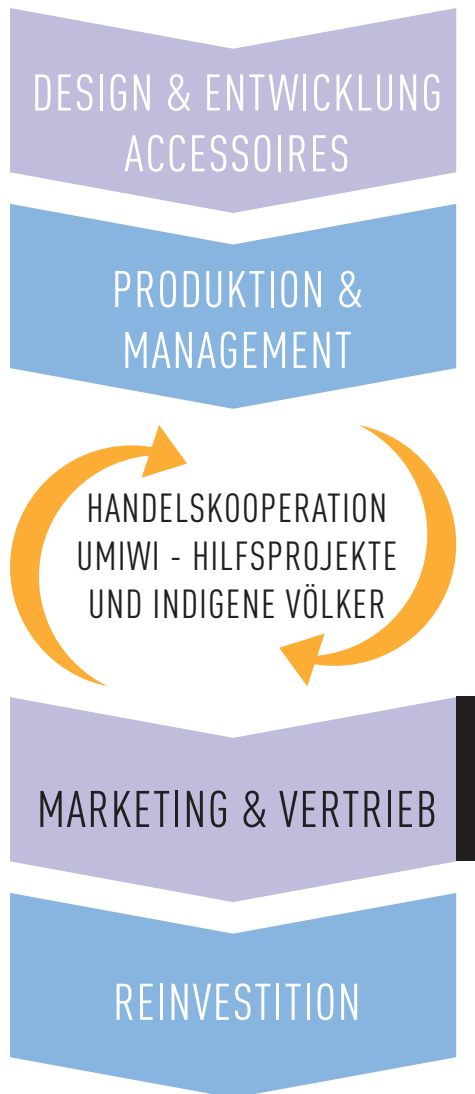 DESIGN & ENTWICKLUNG
ACCESSOIRES
PRODUKTION &
MANAGEMENT
HANDELSKOOPERATION
UMIWI - HILFSPROJEKTE
UND INDIGENE VÖLKER
MARKETING & VERTRIEB
REINVESTITION